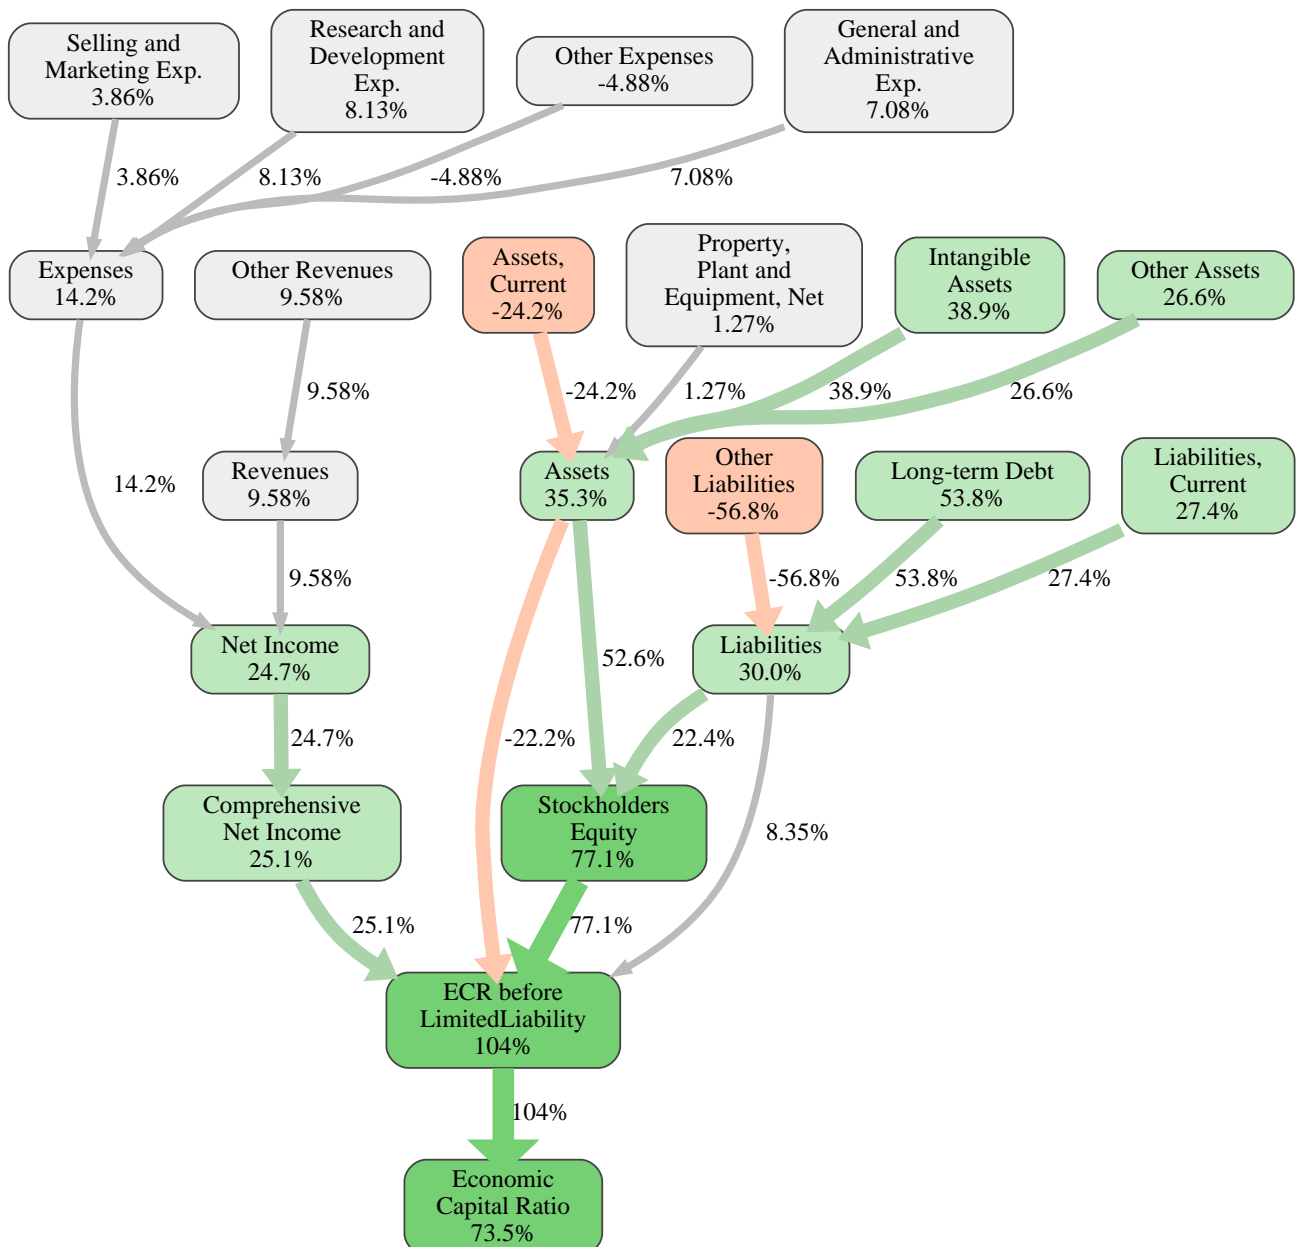 Selling and
Marketing Exp.
3.86%
Research and
Development
Exp.
8.13%
Other Expenses
-4.88%
General and
Administrative
Exp.
7.08%
3.86%
8.13%
-4.88%
7.08%
Expenses
14.2%
Other Revenues
9.58%
Assets,
Current
-24.2%
Property,
Plant and
Equipment, Net
1.27%
Intangible
Assets
38.9%
Other Assets
26.6%
9.58%
-24.2%
1.27%
38.9%
26.6%
14.2%
Revenues
9.58%
Assets
35.3%
Other
Liabilities
-56.8%
Long-term Debt
53.8%
Liabilities,
Current
27.4%
9.58%
-56.8%
53.8%
27.4%
Net Income
24.7%
52.6%
Liabilities
30.0%
24.7%
-22.2%
22.4%
Comprehensive
Net Income
25.1%
Stockholders
Equity
77.1%
8.35%
25.1%
77.1%
ECR before
LimitedLiability
104%
104%
Economic
Capital Ratio
73.5%